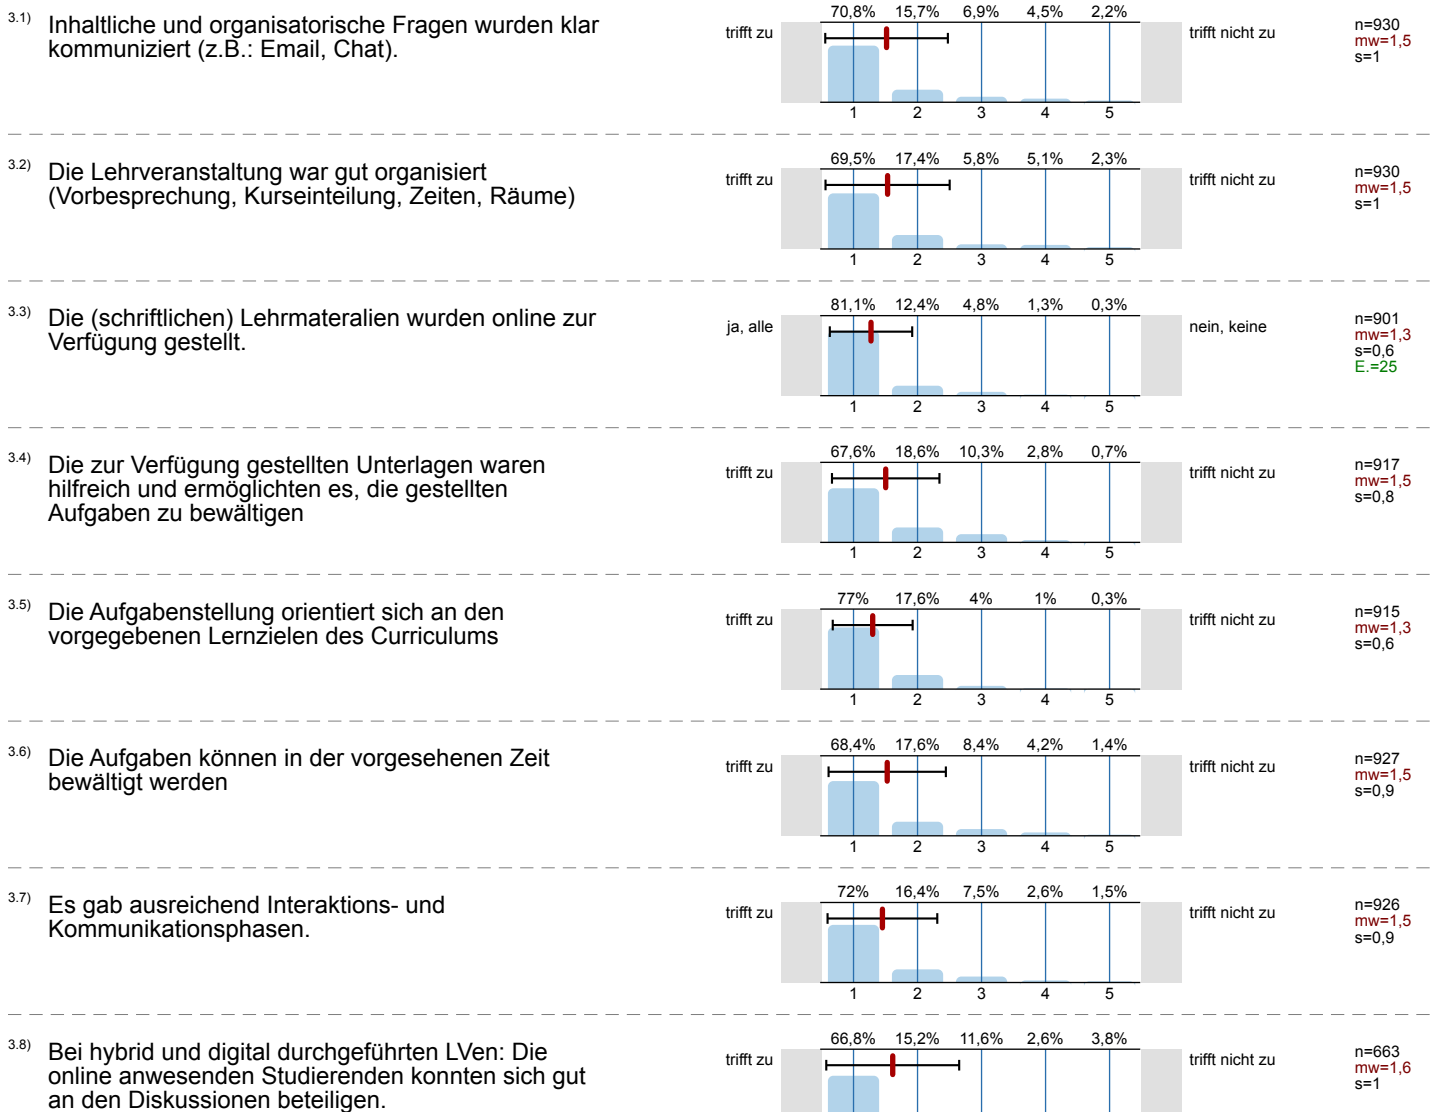 70,8% 15,7% 6,9% 4,5% 2,2%
3.1) Inhaltliche und organisatorische Fragen wurden klar
kommuniziert (z.B.: Email, Chat).
trifft zu
trifft nicht zu
n=930
mw=1,5
s=1
1 2 3 4 5
69,5% 17,4% 5,8% 5,1% 2,3%
3.2) Die Lehrveranstaltung war gut organisiert
(Vorbesprechung, Kurseinteilung, Zeiten, Räume)
trifft zu
trifft nicht zu
n=930
mw=1,5
s=1
1 2 3 4 5
81,1% 12,4% 4,8% 1,3% 0,3%
3.3) Die (schriftlichen) Lehrmateralien wurden online zur
Verfügung gestellt.
ja, alle
nein, keine
n=901
mw=1,3
s=0,6
E.=25
1 2 3 4 5
67,6% 18,6% 10,3% 2,8% 0,7%
3.4) Die zur Verfügung gestellten Unterlagen waren
hilfreich und ermöglichten es, die gestellten
Aufgaben zu bewältigen
trifft zu
trifft nicht zu
n=917
mw=1,5
s=0,8
1 2 3 4 5
77% 17,6% 4% 1% 0,3%
3.5) Die Aufgabenstellung orientiert sich an den
vorgegebenen Lernzielen des Curriculums
trifft zu
trifft nicht zu
n=915
mw=1,3
s=0,6
1 2 3 4 5
68,4% 17,6% 8,4% 4,2% 1,4%
3.6) Die Aufgaben können in der vorgesehenen Zeit
bewältigt werden
trifft zu
trifft nicht zu
n=927
mw=1,5
s=0,9
1 2 3 4 5
72% 16,4% 7,5% 2,6% 1,5%
3.7) Es gab ausreichend Interaktions- und
Kommunikationsphasen.
trifft zu
trifft nicht zu
n=926
mw=1,5
s=0,9
1 2 3 4 5
66,8% 15,2% 11,6% 2,6% 3,8%
3.8) Bei hybrid und digital durchgeführten LVen: Die
online anwesenden Studierenden konnten sich gut
an den Diskussionen beteiligen.
trifft zu
trifft nicht zu
n=663
mw=1,6
s=1